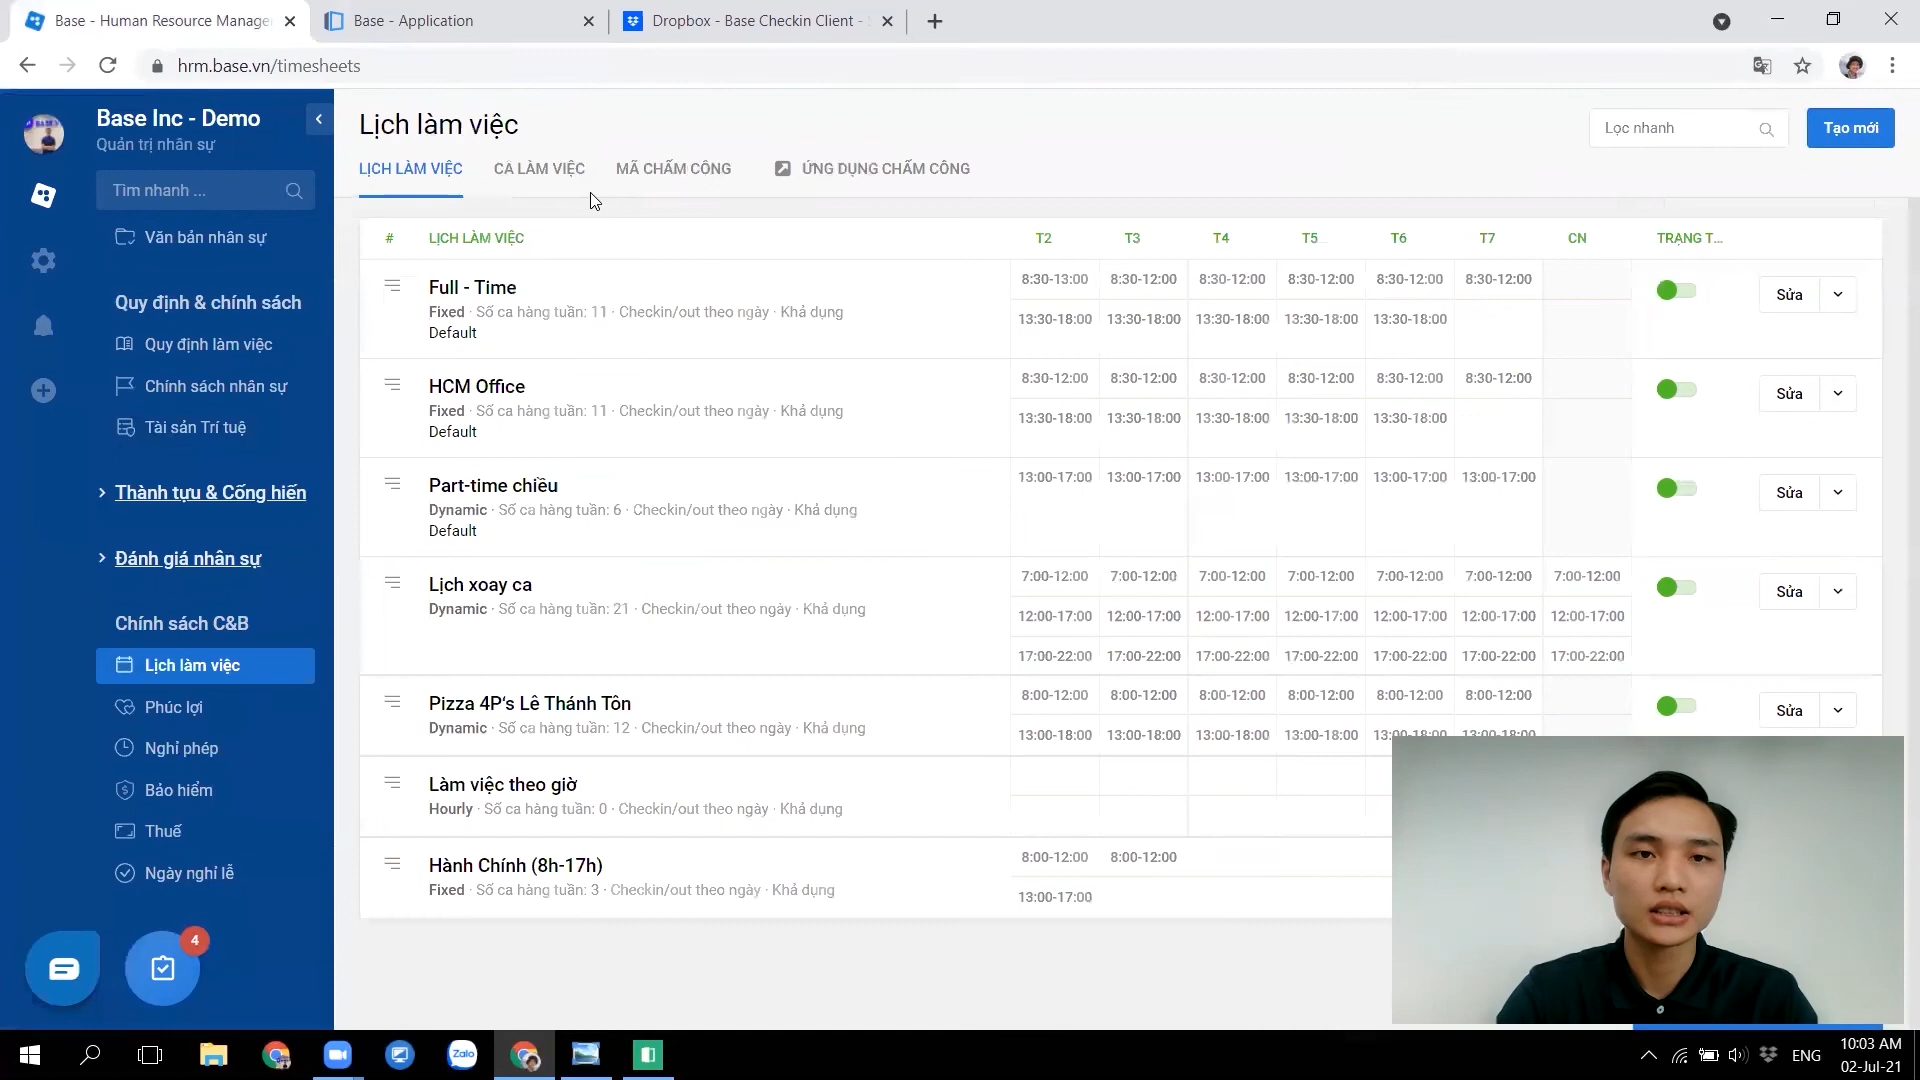 Base - Human Resource Manage
Base - Application
Dropbox - Base Checkin Client -
hrm.base.vn/timesheets
Base Inc - Demo
Quản trị nhân sự
Tìm nhanh ...
Văn bản nhân sự
Quy định & chính sách
Quy định làm việc
Chính sách nhân sự
Tài sản Trí tuệ
Thành tựu & Cống hiến
Đánh giá nhân sự
Chính sách C&B
Lịch làm việc
Phúc lợi
Nghỉ phép
Bảo hiểm
Thuế
Ngày nghỉ lễ
4
Lịch làm việc
Lọc nhanh
Tạo mới
LỊCH LÀM VIỆC CA LÀM VIỆC MÃ CHẤM CÔNG ỨNG DỤNG CHẤM CÔNG
# LỊCH LÀM VIỆC T2 T3 T4 T5 T6 T7 CN TRẠNG T...
Full - Time
Fixed · Số ca hàng tuần: 11 · Checkin/out theo ngày · Khả dụng
Default
8:30-13:00 8:30-12:00 8:30-12:00 8:30-12:00 8:30-12:00 8:30-12:00
13:30-18:00 13:30-18:00 13:30-18:00 13:30-18:00 13:30-18:00
Sửa
HCM Office
Fixed · Số ca hàng tuần: 11 · Checkin/out theo ngày · Khả dụng
Default
8:30-12:00 8:30-12:00 8:30-12:00 8:30-12:00 8:30-12:00 8:30-12:00
13:30-18:00 13:30-18:00 13:30-18:00 13:30-18:00 13:30-18:00
Sửa
Part-time chiều
Dynamic · Số ca hàng tuần: 6 · Checkin/out theo ngày · Khả dụng
Default
13:00-17:00 13:00-17:00 13:00-17:00 13:00-17:00 13:00-17:00 13:00-17:00
Sửa
Lịch xoay ca
Dynamic · Số ca hàng tuần: 21 · Checkin/out theo ngày · Khả dụng
7:00-12:00 7:00-12:00 7:00-12:00 7:00-12:00 7:00-12:00 7:00-12:00 7:00-12:00
12:00-17:00 12:00-17:00 12:00-17:00 12:00-17:00 12:00-17:00 12:00-17:00 12:00-17:00
17:00-22:00 17:00-22:00 17:00-22:00 17:00-22:00 17:00-22:00 17:00-22:00 17:00-22:00
Sửa
Pizza 4P's Lê Thánh Tôn
Dynamic · Số ca hàng tuần: 12 · Checkin/out theo ngày · Khả dụng
8:00-12:00 8:00-12:00 8:00-12:00 8:00-12:00 8:00-12:00 8:00-12:00
13:00-18:00 13:00-18:00 13:00-18:00 13:00-18:00 13:00-18:00 13:00-18:00
Sửa
Làm việc theo giờ
Hourly · Số ca hàng tuần: 0 · Checkin/out theo ngày · Khả dụng
Hành Chính (8h-17h)
Fixed · Số ca hàng tuần: 3 · Checkin/out theo ngày · Khả dụng
8:00-12:00 8:00-12:00
13:00-17:00
Zalo
ENG
10:03 AM
02-Jul-21